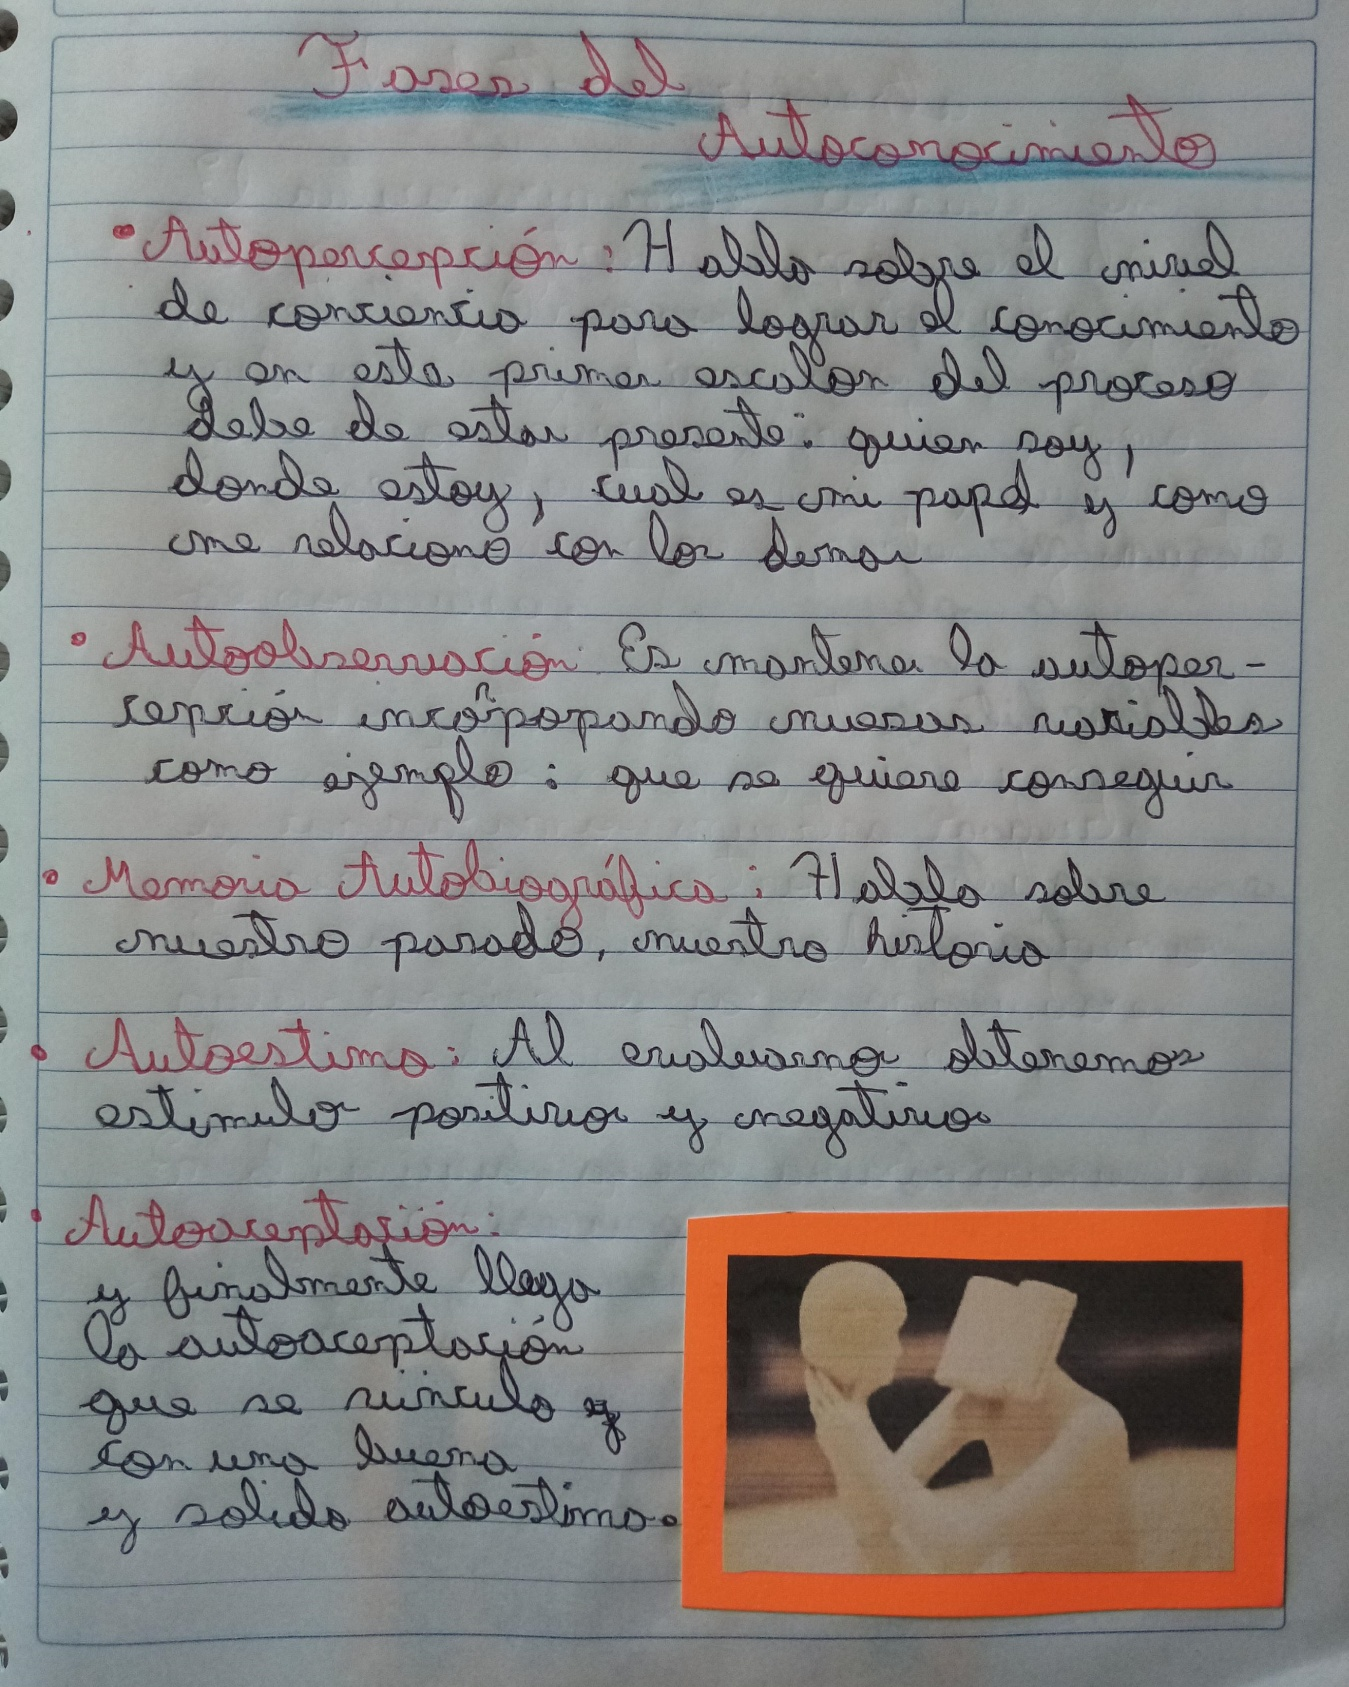 Fases del
Autoconocimiento
• Autopercepción: Habla sobre el nivel
de conciencia para lograr el conocimiento
y en esta primer escalon del proceso
debe de estar presente: quien soy,
donde estoy, cual es mi papel y como
me relaciono con los demas
• Autoobservación: Es mantener la autoper-
cepción incorpopando nuevas variables
como ejemplo: que se quiere conseguir
• Memoria Autobiográfica: Habla sobre
nuestro pasado, nuestra historia
• Autoestima: Al evaluarnos obtenemos
estimulos positivos y negativos
• Autoaceptación:
y finalmente llega
la autoaceptación
que se vincula
con una buena
y solida autoestima.